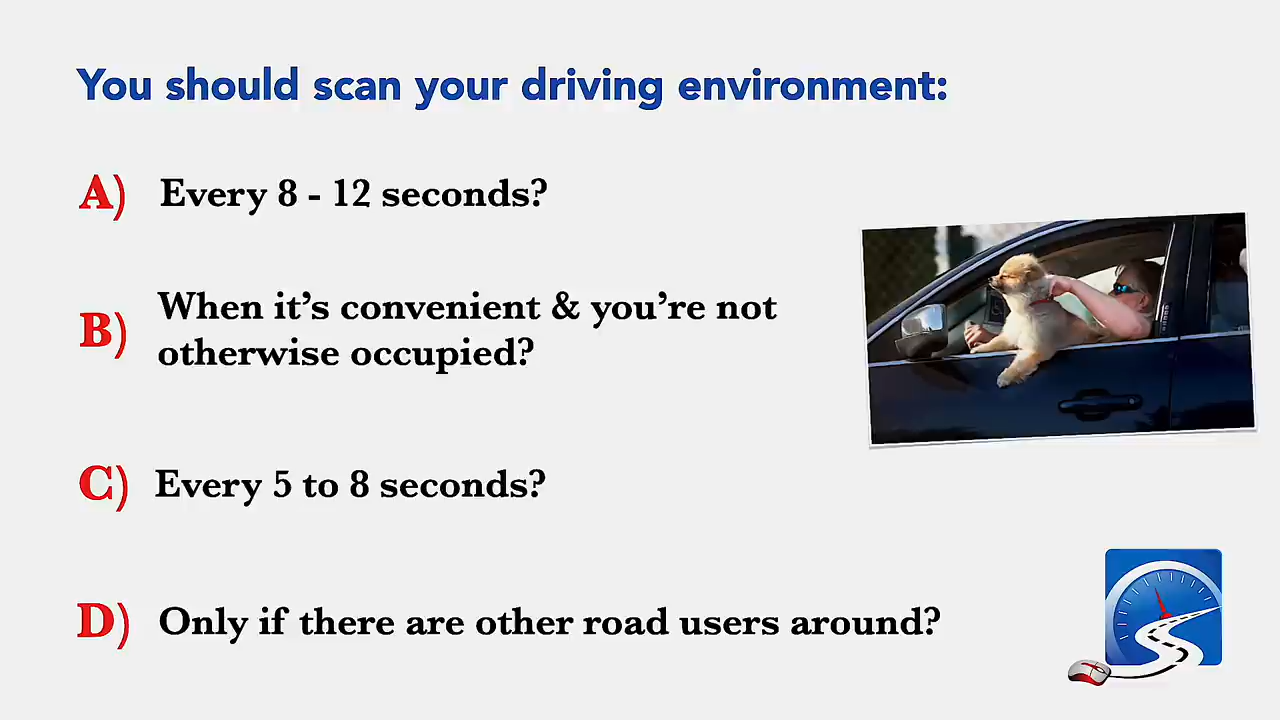 You should scan your driving environment:
A) Every 8 - 12 seconds?
B) When it’s convenient & you’re not
otherwise occupied?
C) Every 5 to 8 seconds?
D) Only if there are other road users around?